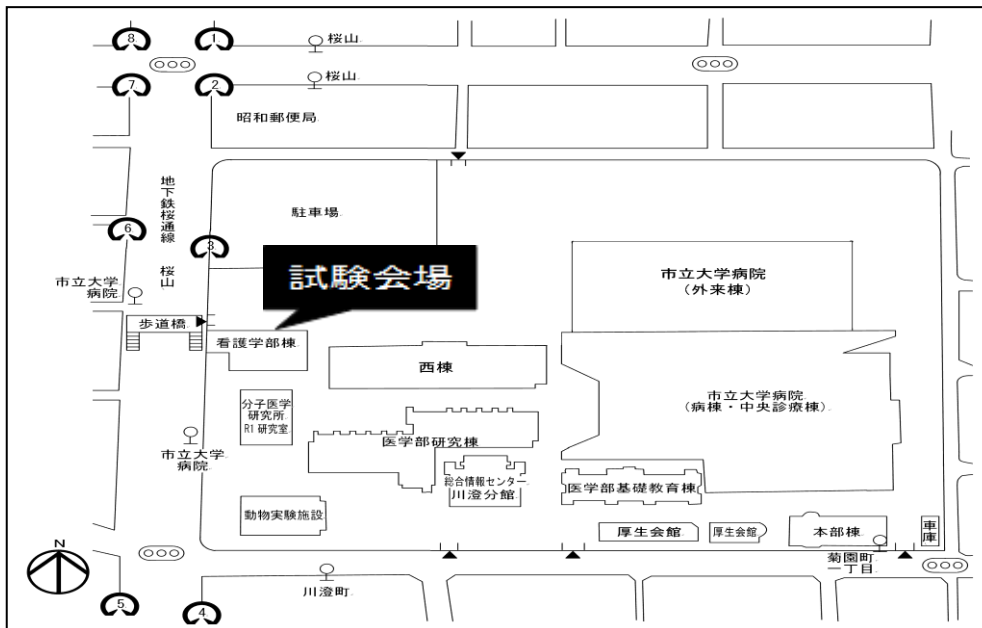 8
1
桜山
7
2
桜山
昭和郵便局
地下鉄桜通線 桜山
駐車場
6
3
試験会場
市立大学病院
(外来棟)
市立大学
病院
歩道橋
看護学部棟
西棟
市立大学病院
(病棟・中央診療棟)
分子医学
研究所
R1 研究室
医学部研究棟
市立大学
病院
総合情報センター
川澄分館
医学部基礎教育棟
動物実験施設
厚生会館
厚生会館
本部棟
車庫
N
菊園町
一丁目
川澄町
5
4